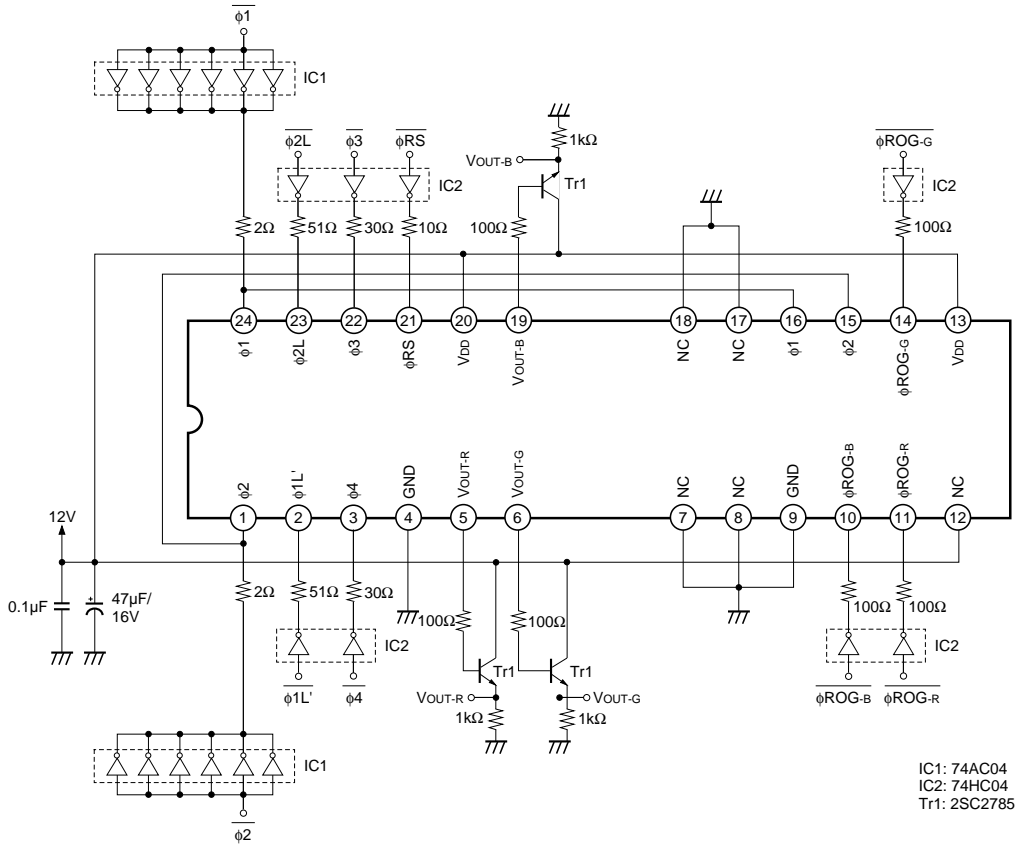 φ1
IC1
φ2L φ3 φRS
IC2
1kΩ
VOUT-B
Tr1
φROG-G
IC2
2Ω 51Ω 30Ω 10Ω 100Ω 100Ω
24 23 22 21 20 19 18 17 16 15 14 13
φ1 φ2L φ3 φRS VDD VOUT-B NC NC φ1 φ2 φROG-G VDD
φ2 φ1L' φ4 GND VOUT-R VOUT-G NC NC GND φROG-B φROG-R NC
1 2 3 4 5 6 7 8 9 10 11 12
12V
0.1µF
+
47µF/
16V
2Ω 51Ω 30Ω 100Ω 100Ω 100Ω 100Ω
IC2
φ1L' φ4
Tr1 Tr1
VOUT-R VOUT-G
1kΩ 1kΩ
IC2
φROG-B φROG-R
IC1
φ2
IC1: 74AC04
IC2: 74HC04
Tr1: 2SC2785